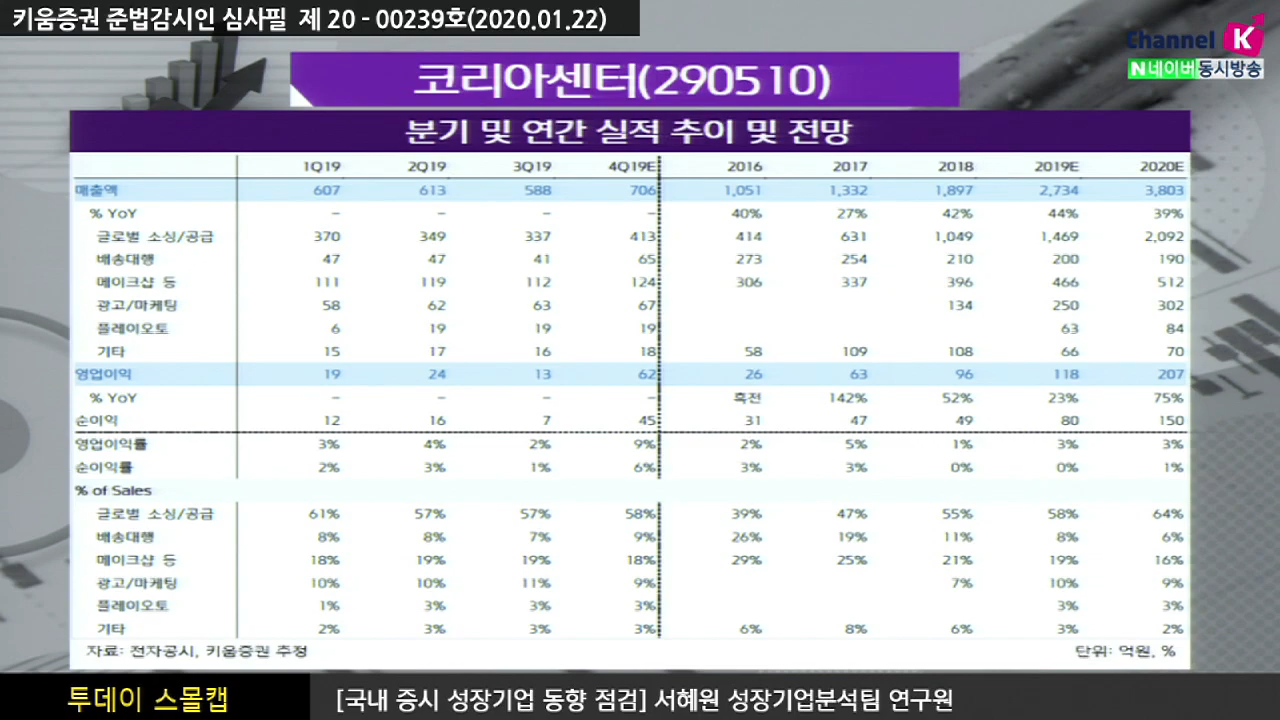 키움증권 준법감시인 심사필 제 20 - 00239호(2020.01.22)
Channel K
N 네이버 동시방송
코리아센터(290510)
분기 및 연간 실적 추이 및 전망
1Q19 2Q19 3Q19 4Q19E 2016 2017 2018 2019E 2020E
매출액 607 613 588 706 1,051 1,332 1,897 2,734 3,803
% YoY – – – – 40% 27% 42% 44% 39%
글로벌 소싱/공급 370 349 337 413 414 631 1,049 1,469 2,092
배송대행 47 47 41 65 273 254 210 200 190
메이크샵 등 111 119 112 124 306 337 396 466 512
광고/마케팅 58 62 63 67 134 250 302
플레이오토 6 19 19 19 63 84
기타 15 17 16 18 58 109 108 66 70
영업이익 19 24 13 62 26 63 96 118 207
% YoY – – – – 흑전 142% 52% 23% 75%
순이익 12 16 7 45 31 47 49 80 150
영업이익률 3% 4% 2% 9% 2% 5% 1% 3% 3%
순이익률 2% 3% 1% 6% 3% 3% 0% 0% 1%
% of Sales
글로벌 소싱/공급 61% 57% 57% 58% 39% 47% 55% 58% 64%
배송대행 8% 8% 7% 9% 26% 19% 11% 8% 6%
메이크샵 등 18% 19% 19% 18% 29% 25% 21% 19% 16%
광고/마케팅 10% 10% 11% 9% 7% 10% 9%
플레이오토 1% 3% 3% 3% 3% 3%
기타 2% 3% 3% 3% 6% 8% 6% 3% 2%
자료: 전자공시, 키움증권 추정 단위: 억원, %
투데이 스몰캡 [국내 증시 성장기업 동향 점검] 서혜원 성장기업분석팀 연구원